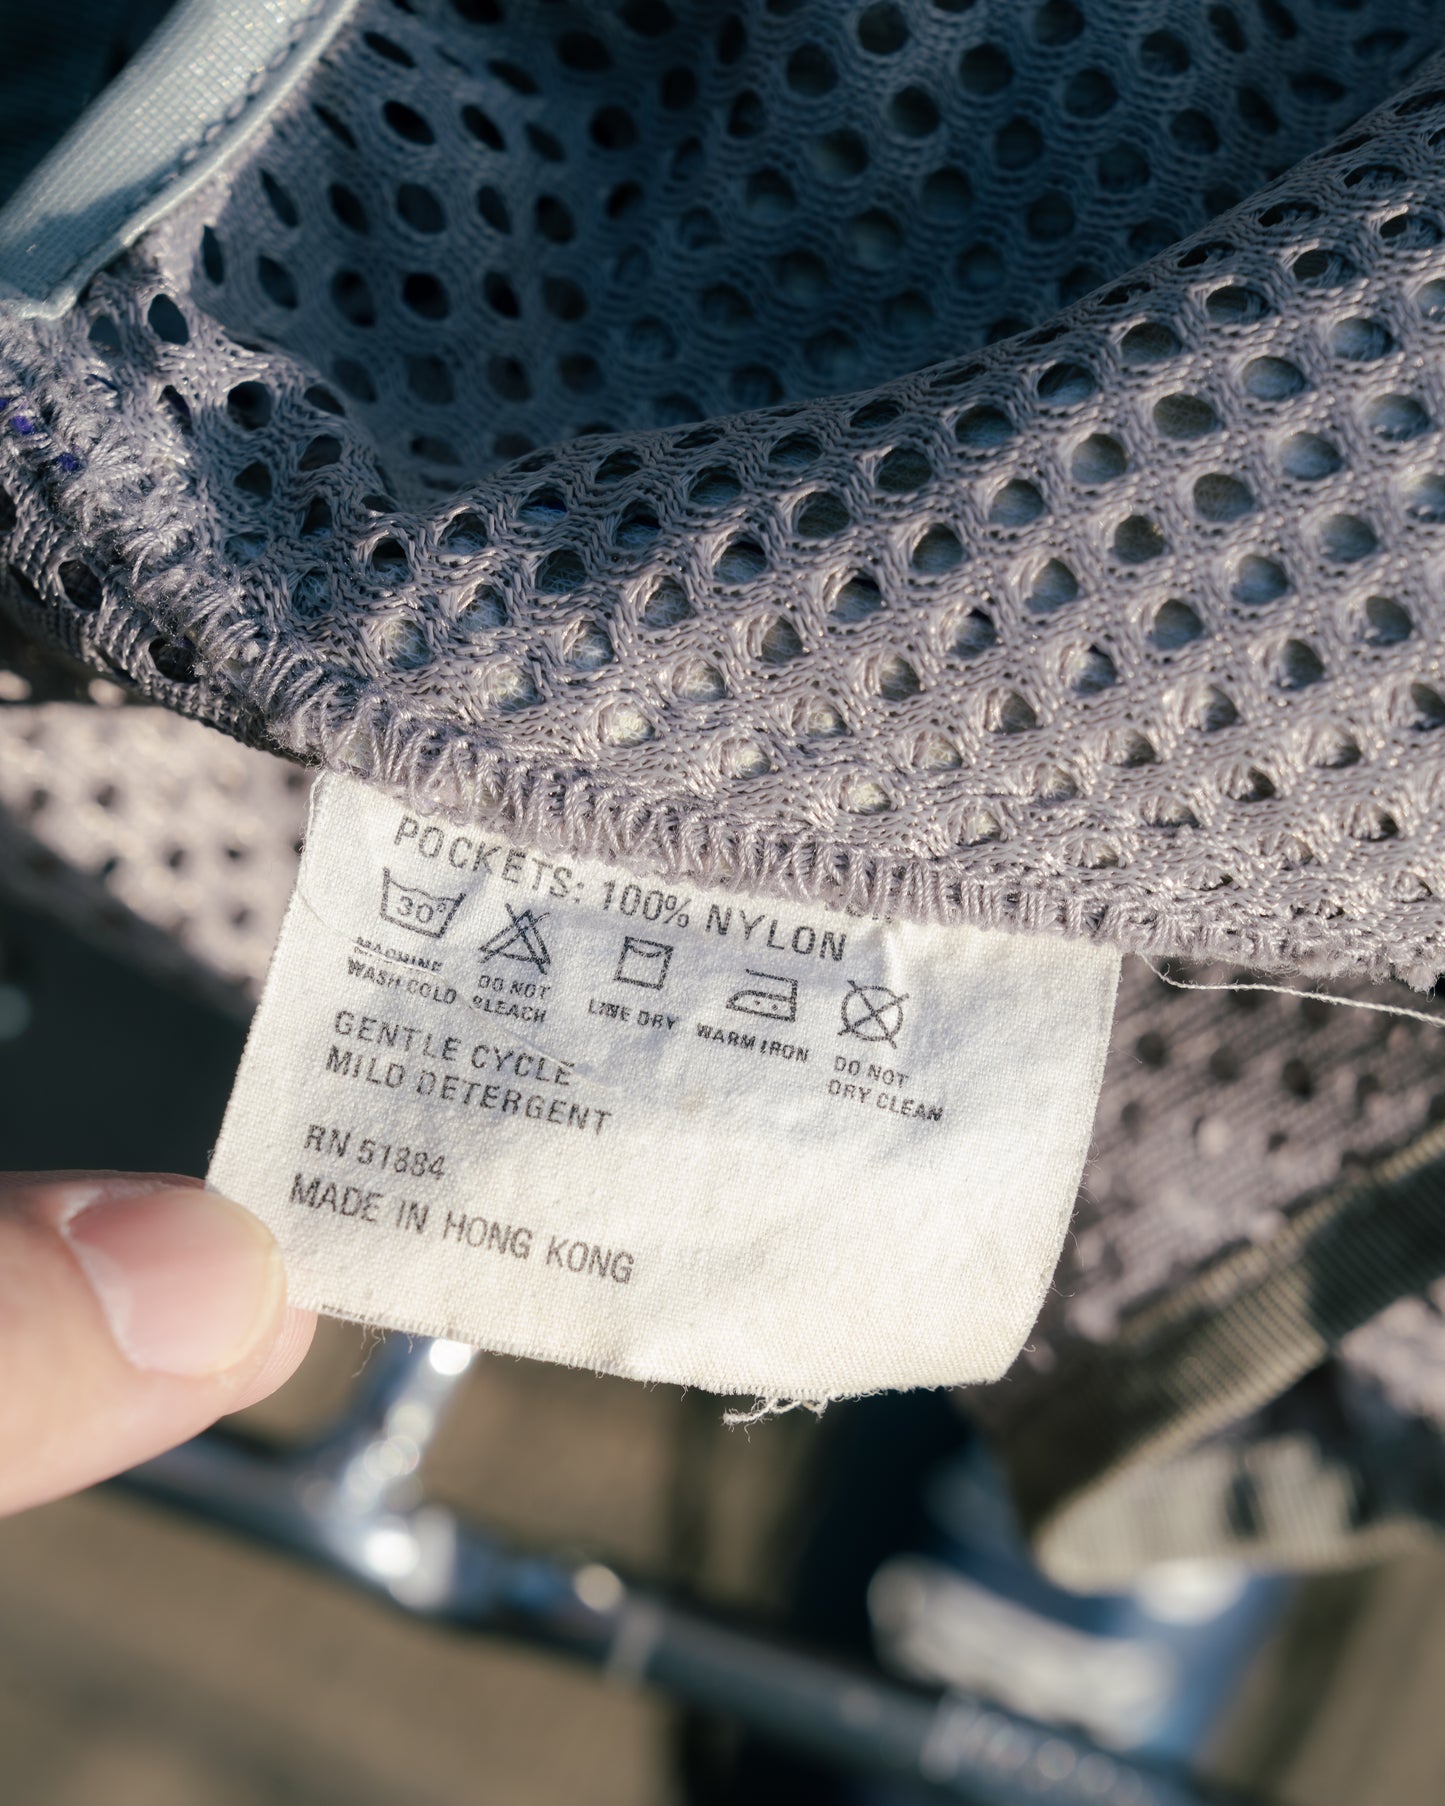 POCKETS: 100% NYLON
30°
MACHINE WASH COLD
DO NOT BLEACH
LINE DRY
WARM IRON
DO NOT DRY CLEAN
GENTLE CYCLE
MILD DETERGENT
RN 51884
MADE IN HONG KONG